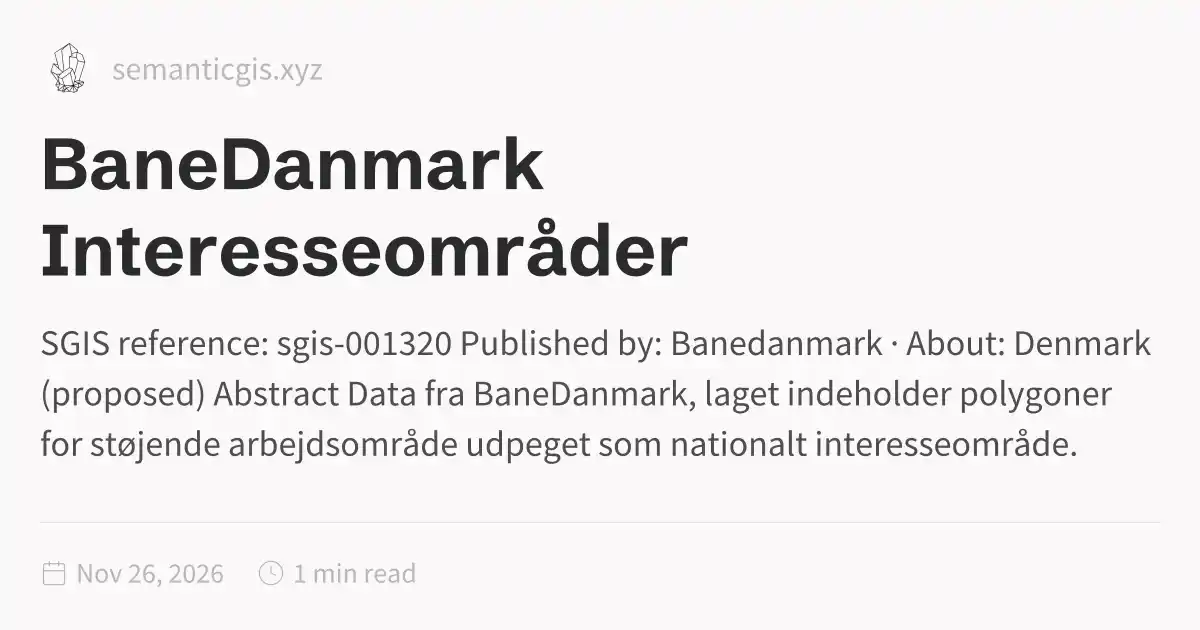 semanticgis.xyz
BaneDanmark
Interesseområder
SGIS reference: sgis-001320 Published by: Banedanmark · About: Denmark
(proposed) Abstract Data fra BaneDanmark, laget indeholder polygoner
for støjende arbejdsområde udpeget som nationalt interesseområde.
Nov 26, 2026 1 min read